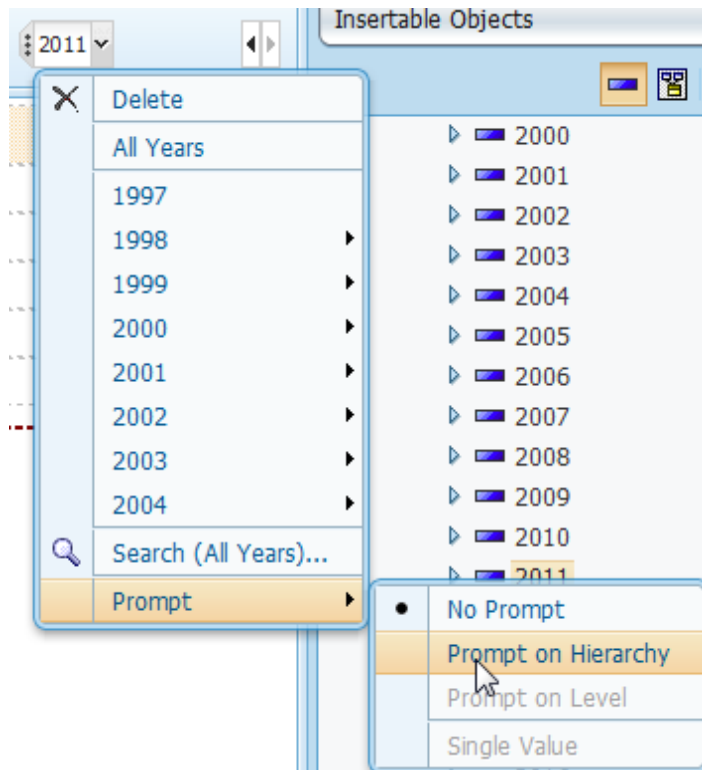 Insertable Objects
2011
Delete
All Years
1997
1998
1999
2000
2001
2002
2003
2004
Search (All Years)...
Prompt
2000
2001
2002
2003
2004
2005
2006
2007
2008
2009
2010
2011
No Prompt
Prompt on Hierarchy
Prompt on Level
Single Value